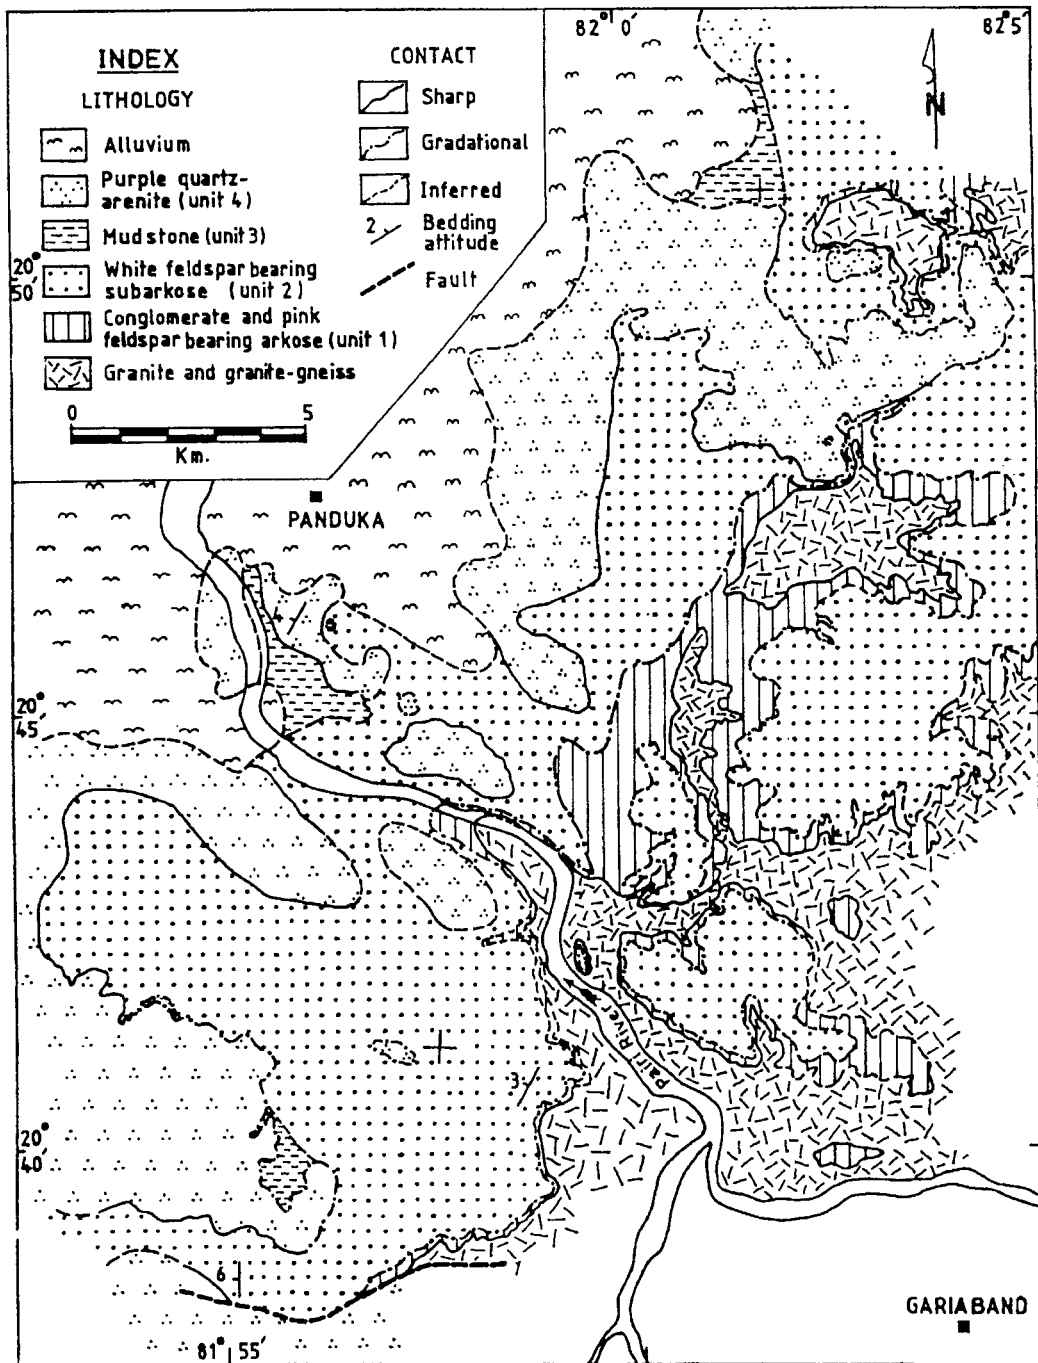 INDEX
LITHOLOGY
Alluvium
Purple quartz-
arenite (unit 4)
Mudstone (unit 3)
White feldspar bearing
subarkose (unit 2)
Conglomerate and pink
feldspar bearing arkose (unit 1)
Granite and granite-gneiss
0 5
Km.
CONTACT
Sharp
Gradational
Inferred
2
Bedding
attitude
Fault
82° 0'
82° 5'
N
20°
50'
PANDUKA
4
20°
45'
Pairi River
3
20°
40'
6
GARIABAND
81° 55'